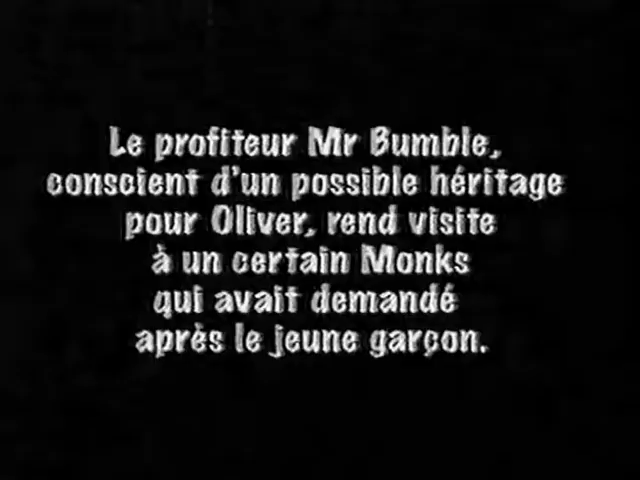 Le profiteur Mr Bumble,
conscient d'un possible héritage
pour Oliver, rend visite
à un certain Monks
qui avait demandé
après le jeune garçon.